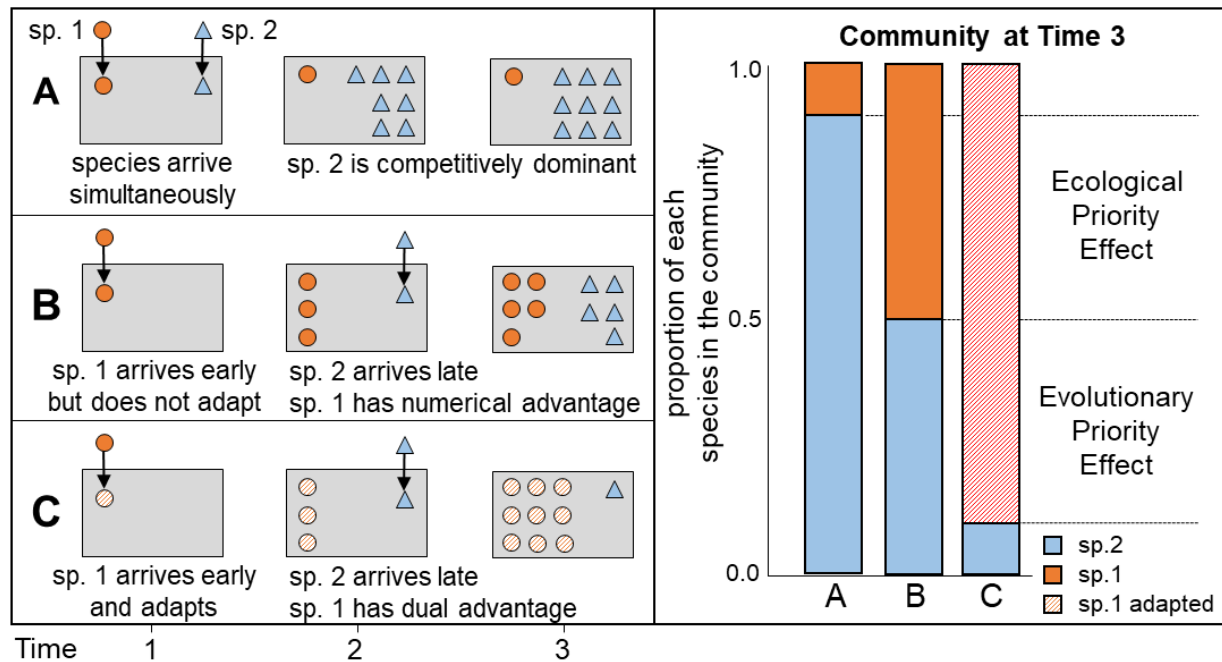 sp. 1
sp. 2
A
species arrive
simultaneously
sp. 2 is competitively dominant
B
sp. 1 arrives early
but does not adapt
sp. 2 arrives late
sp. 1 has numerical advantage
C
sp. 1 arrives early
and adapts
sp. 2 arrives late
sp. 1 has dual advantage
Time
1
2
3
Community at Time 3
proportion of each
species in the community
1.0
0.5
0.0
Ecological
Priority
Effect
Evolutionary
Priority
Effect
A
B
C
sp.2
sp.1
sp.1 adapted